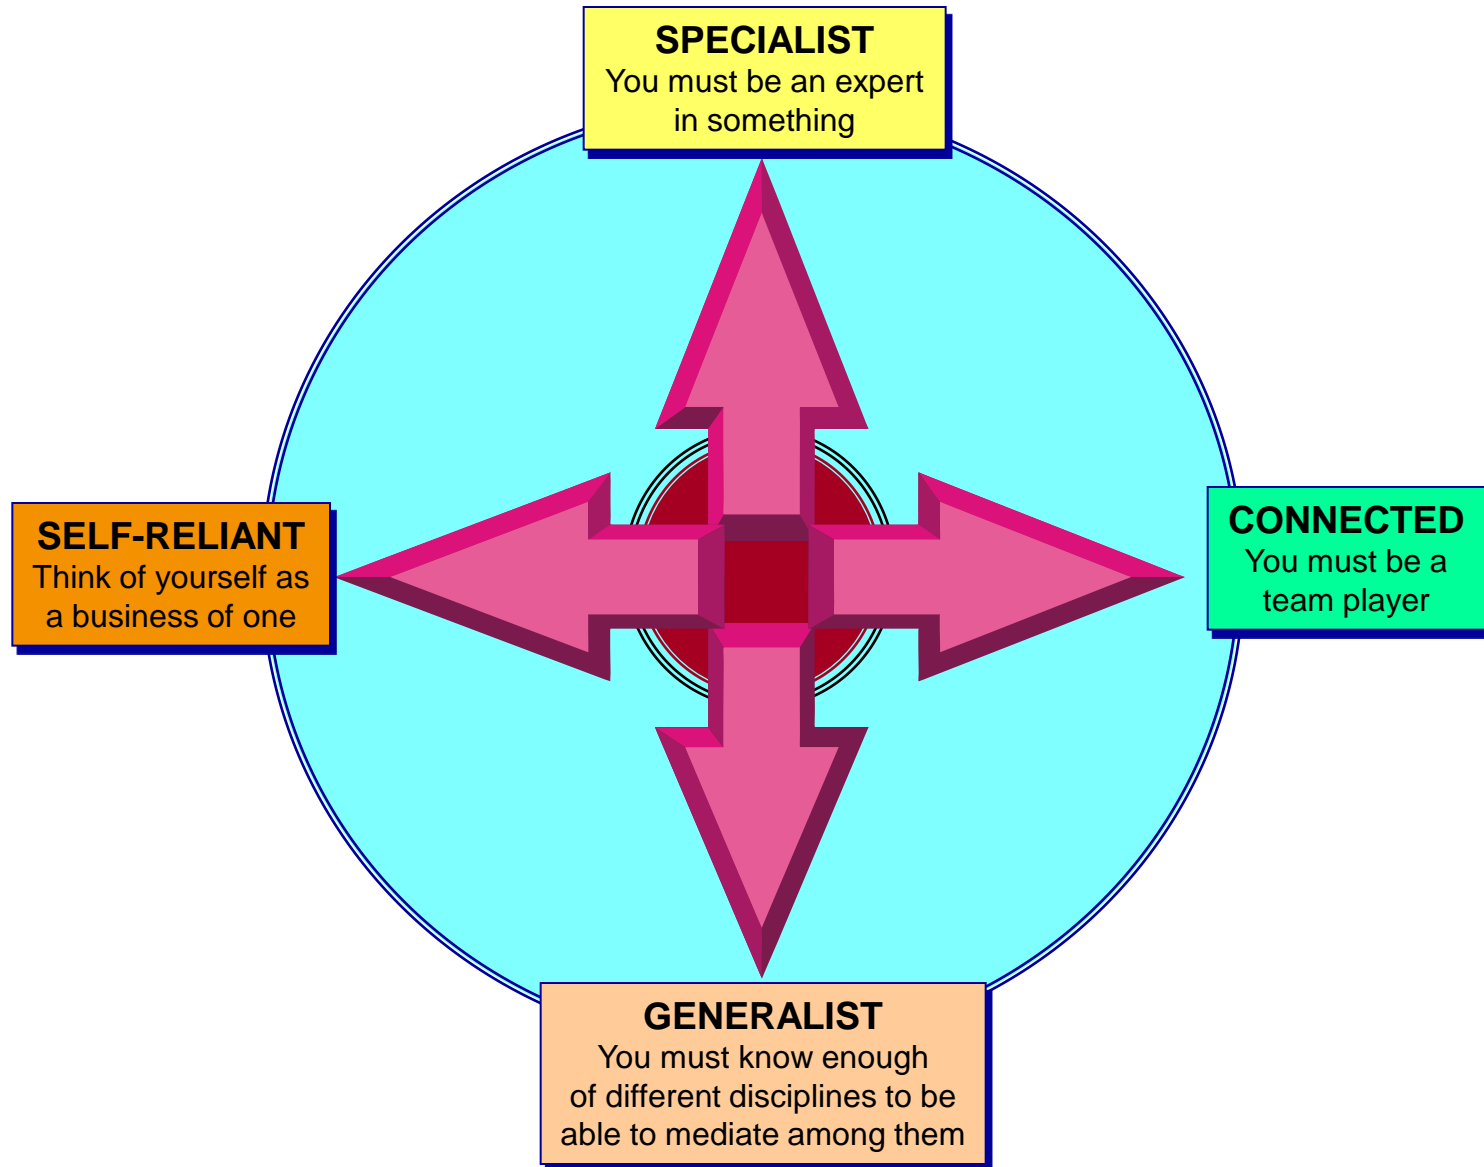 SPECIALIST
You must be an expert
in something
SELF-RELIANT
Think of yourself as
a business of one
CONNECTED
You must be a
team player
GENERALIST
You must know enough
of different disciplines to be
able to mediate among them